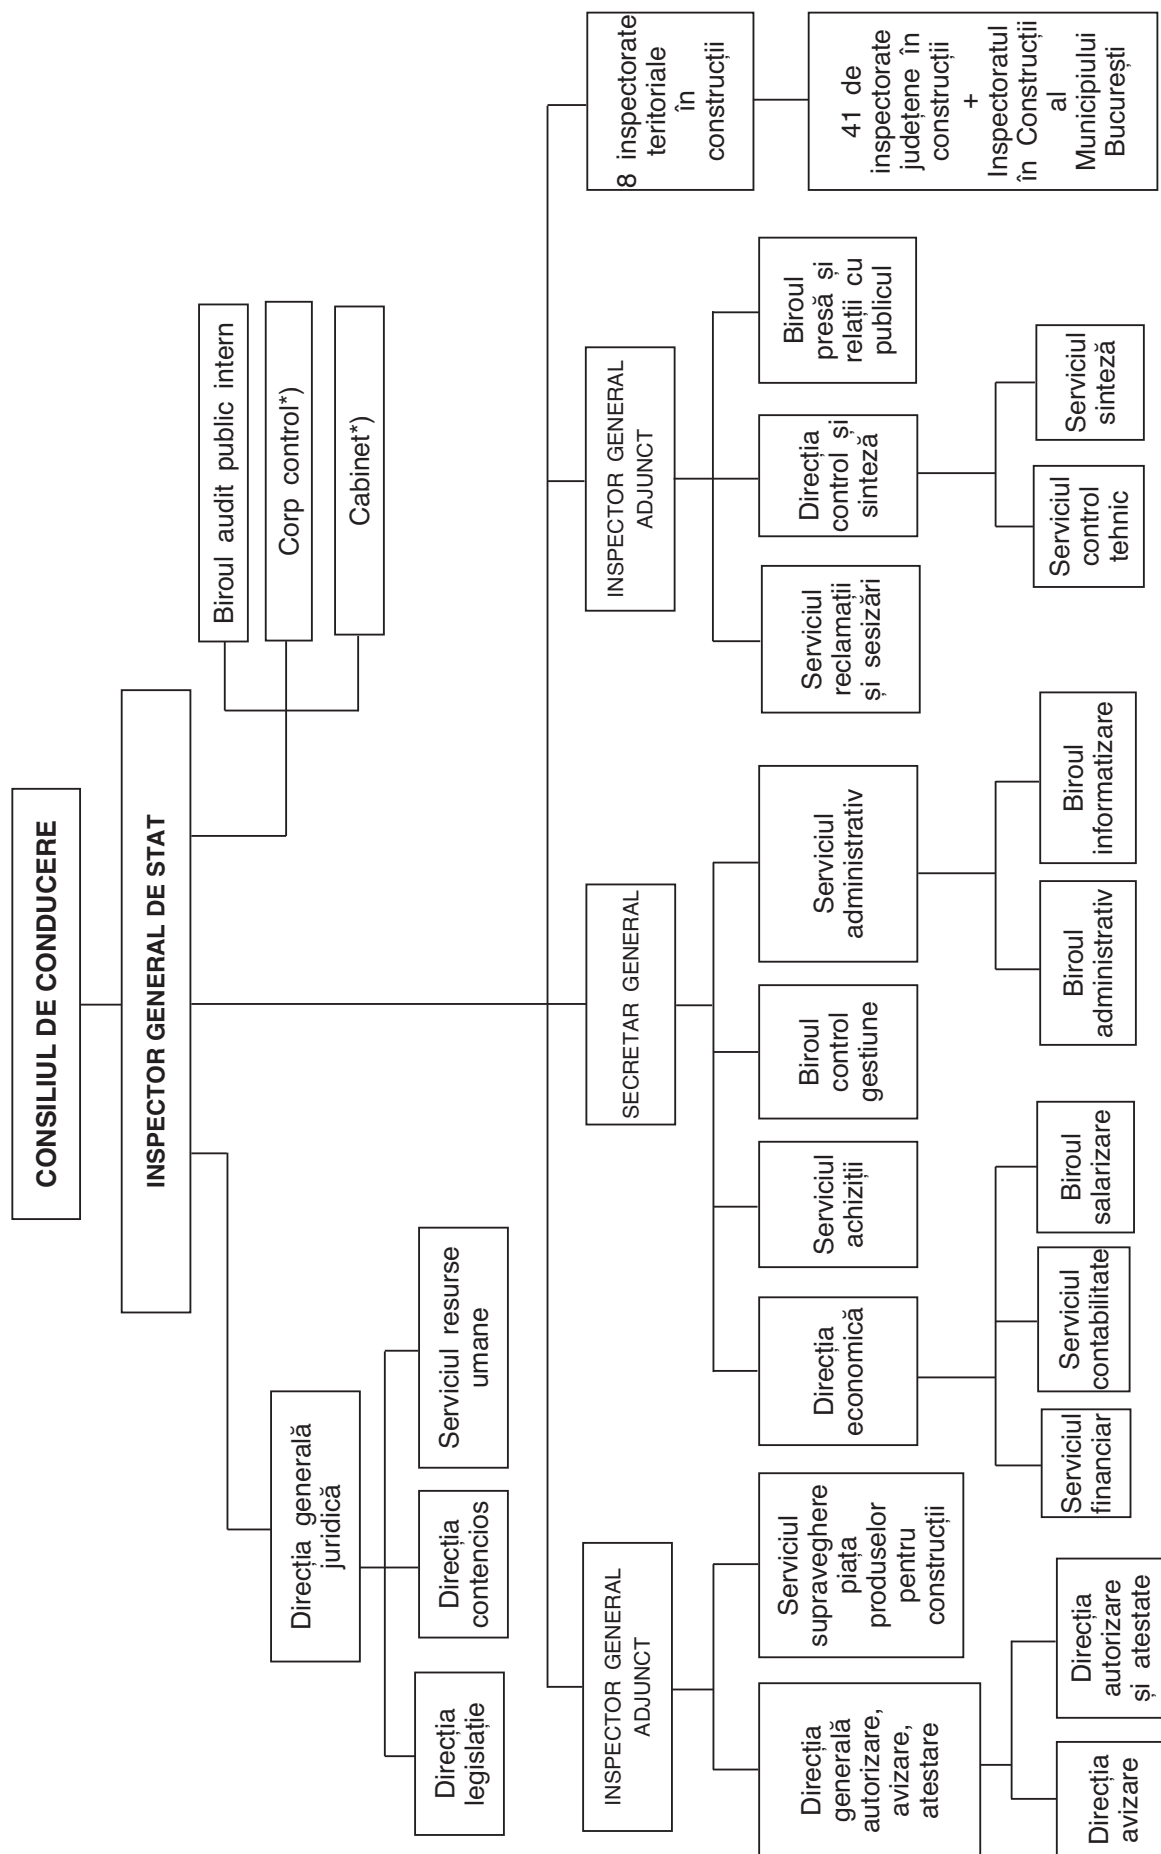 CONSILIUL DE CONDUCERE
INSPECTOR GENERAL DE STAT
Biroul audit public intern
Corp control*)
Cabinet*)
Direcția generală
juridică
Direcția
legislație
Direcția
contencios
Serviciul resurse
umane
INSPECTOR GENERAL
ADJUNCT
SECRETAR GENERAL
INSPECTOR GENERAL
ADJUNCT
8 inspectorate
teritoriale
în
construcții
Direcția
generală
autorizare,
avizare,
atestare
Serviciul
supraveghere
piața
produselor
pentru
construcții
Direcția
economică
Serviciul
achiziții
Biroul
control
gestiune
Serviciul
administrativ
Serviciul
reclamații
și sesizări
Direcția
control și
sinteză
Biroul
presă și
relații cu
publicul
41 de
inspectorate
județene în
construcții
+
Inspectoratul
în Construcții
al
Municipiului
București
Direcția
avizare
Direcția
autorizare
și atestate
Serviciul
financiar
Serviciul
contabilitate
Biroul
salarizare
Biroul
administrativ
Biroul
informatizare
Serviciul
control
tehnic
Serviciul
sinteză